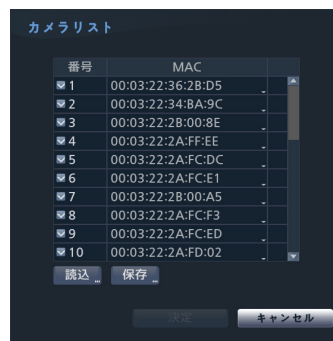 カメラリスト
番号 MAC
1 00:03:22:36:2B:D5
2 00:03:22:34:BA:9C
3 00:03:22:2B:00:8E
4 00:03:22:2A:FF:EE
5 00:03:22:2A:FC:DC
6 00:03:22:2A:FC:E1
7 00:03:22:2B:00:A5
8 00:03:22:2A:FC:F3
9 00:03:22:2A:FC:ED
10 00:03:22:2A:FD:02
読込... 保存...
決定 キャンセル